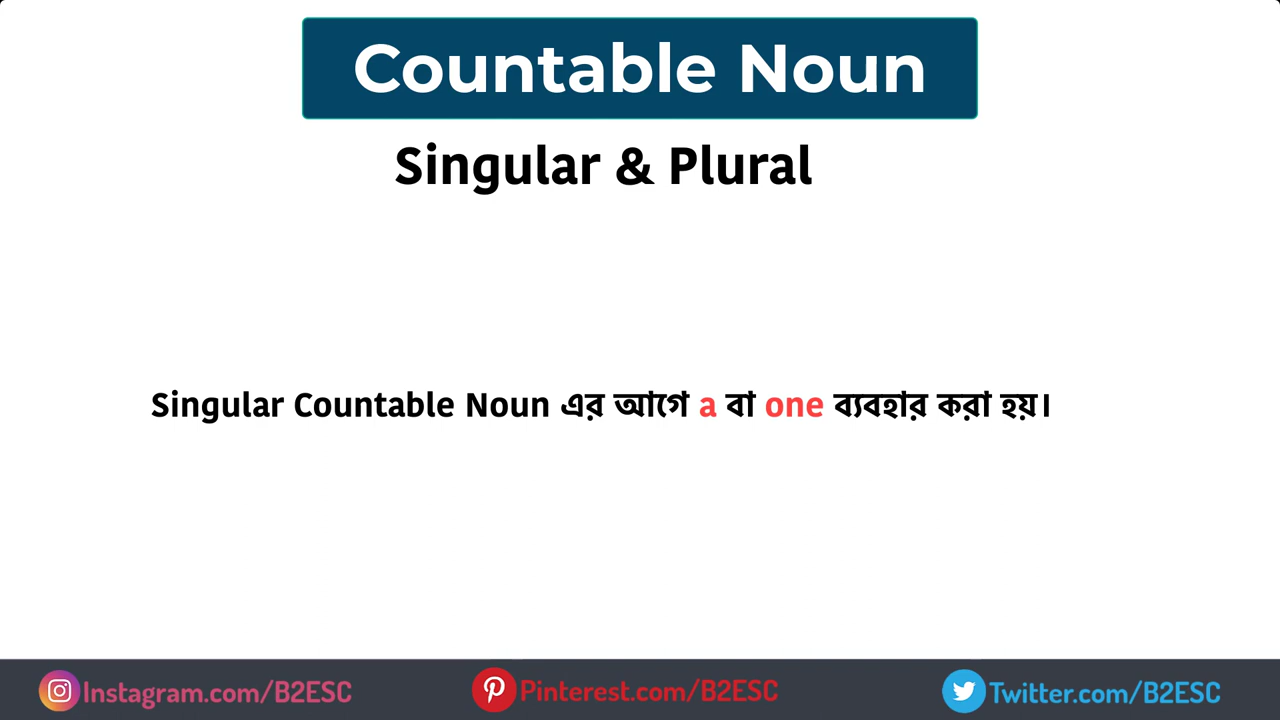 Countable Noun
Singular & Plural
Singular Countable Noun এর আগে a বা one ব্যবহার করা হয়।
Instagram.com/B2ESC Pinterest.com/B2ESC Twitter.com/B2ESC